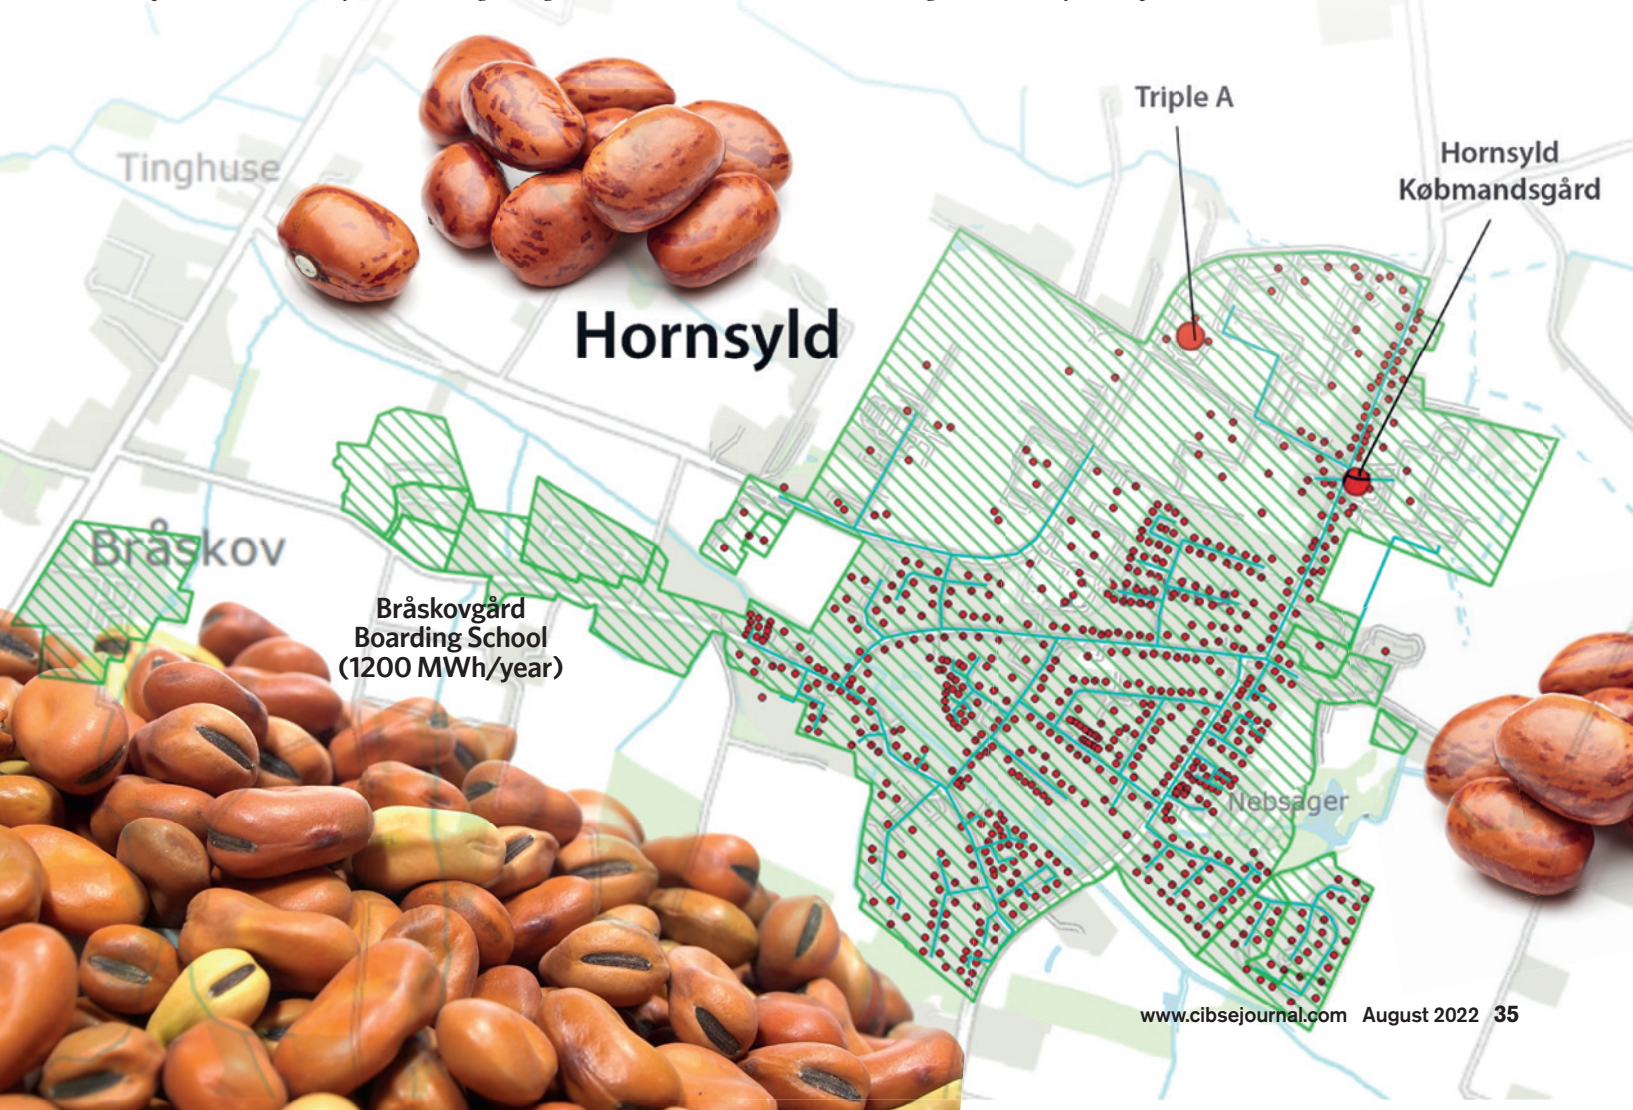 Triple A
Hornsyld
Købmandsgård
Tinghuse
Hornsyld
Bråskov
Bråskovgård
Boarding School
(1200 MWh/year)
Nebsager
www.cibsejournal.com August 2022 35